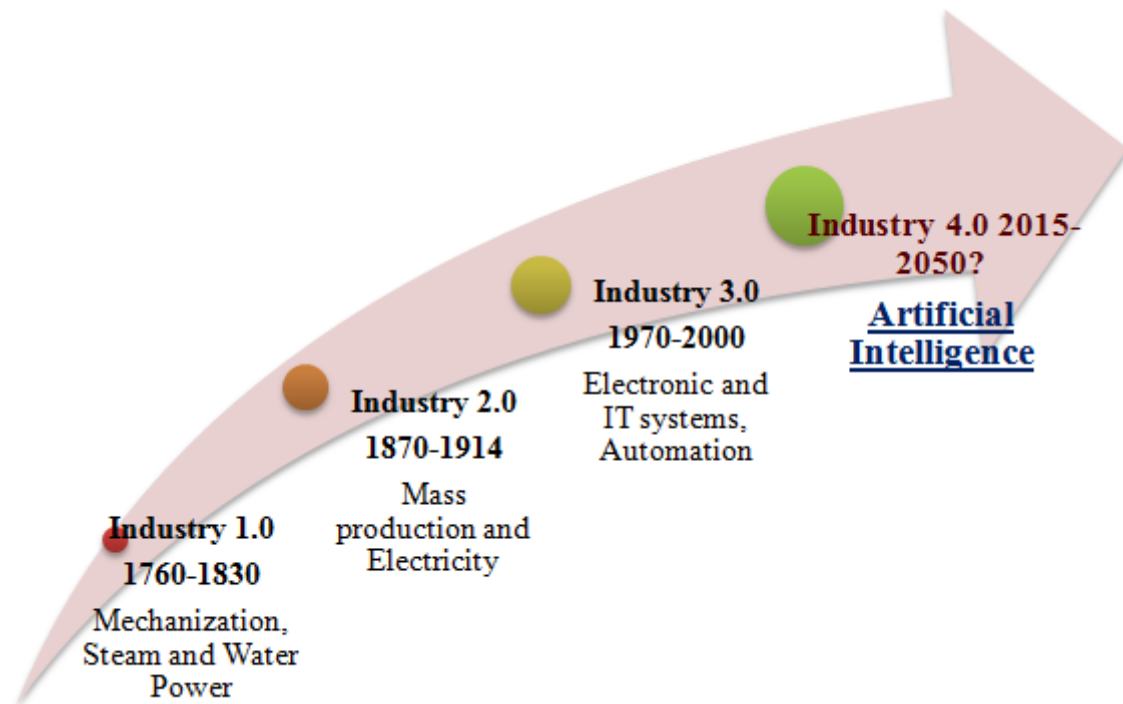 Industry 1.0
1760-1830
Mechanization,
Steam and Water
Power
Industry 2.0
1870-1914
Mass
production and
Electricity
Industry 3.0
1970-2000
Electronic and
IT systems,
Automation
Industry 4.0 2015-
2050?
Artificial
Intelligence